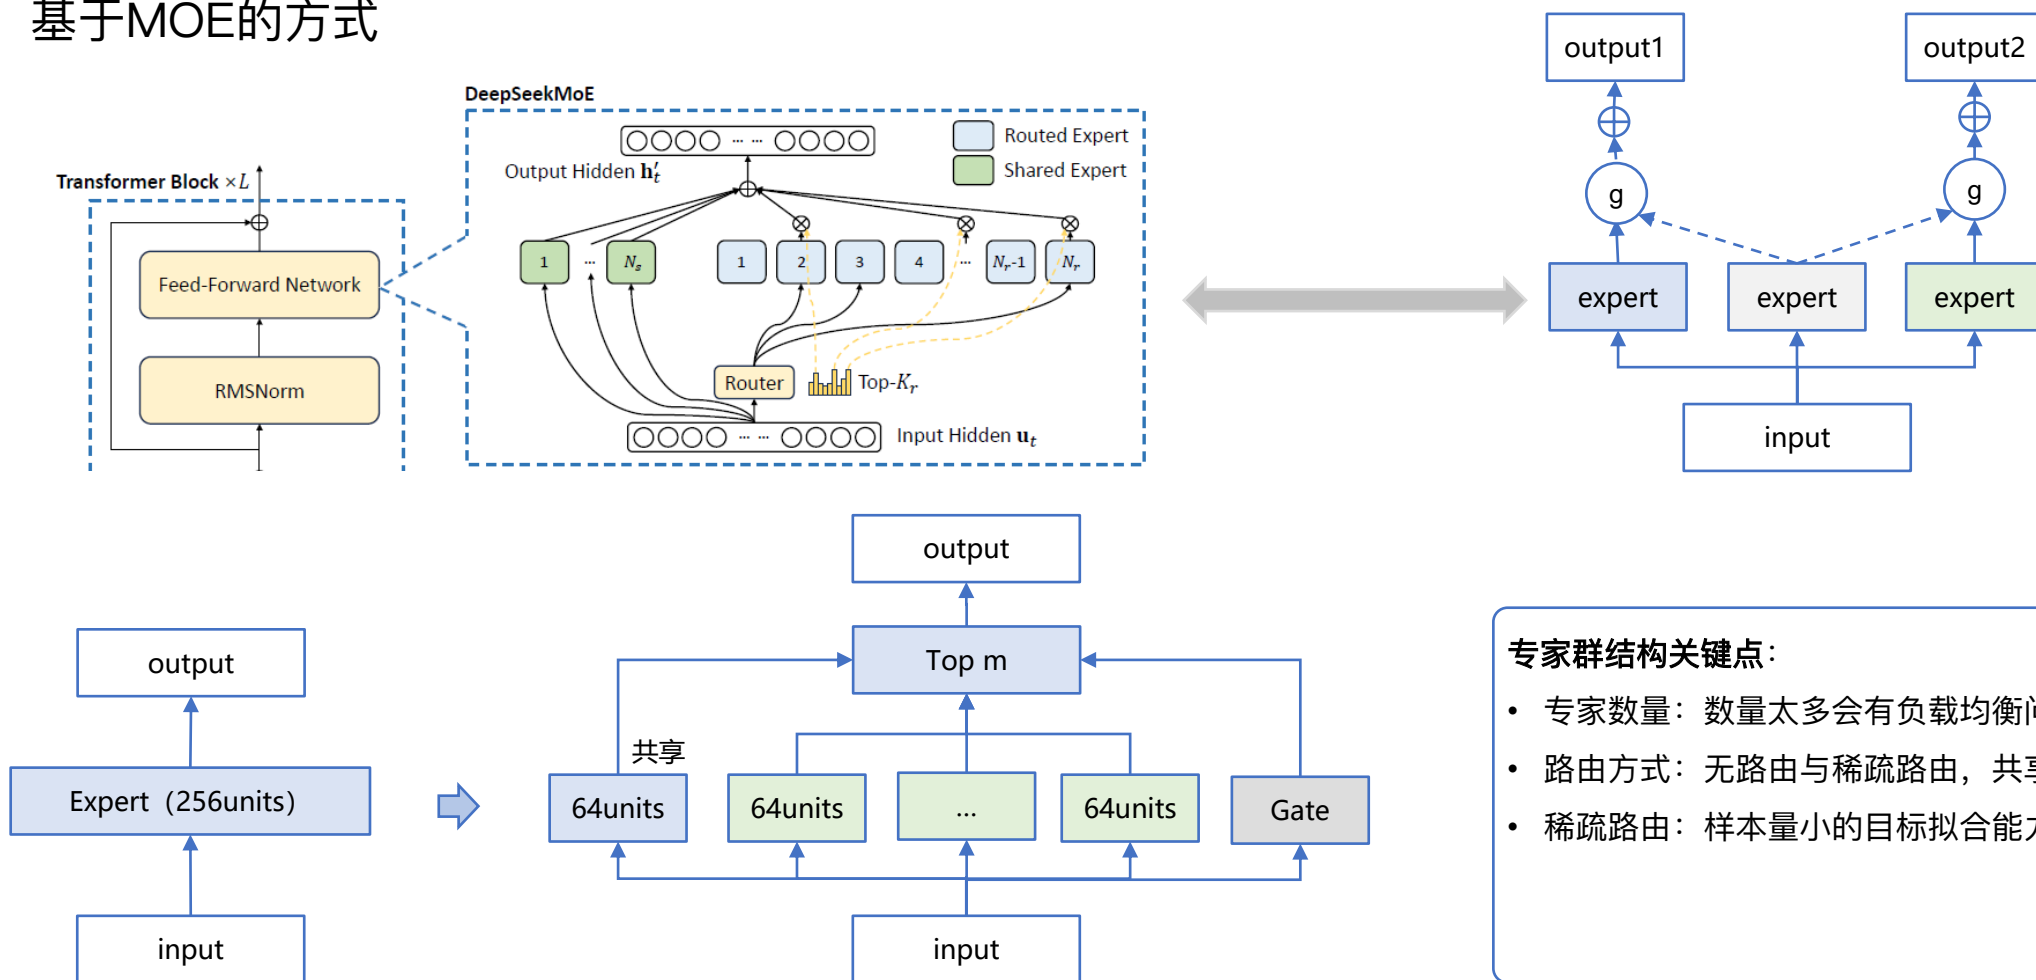 基于MOE的方式
DeepSeekMoE
Transformer Block ×L
Feed-Forward Network
RMSNorm
Output Hidden h′t
Routed Expert
Shared Expert
1 ... Ns 1 2 3 4 ... Nr-1 Nr
Router
Top-Kr
Input Hidden ut
output1
output2
g
g
expert
expert
expert
input
output
Expert（256units）
input
output
Top m
共享
64units
64units
...
64units
Gate
input
专家群结构关键点：
• 专家数量：数量太多会有负载均衡
• 路由方式：无路由与稀疏路由，共
• 稀疏路由：样本量小的目标拟合能